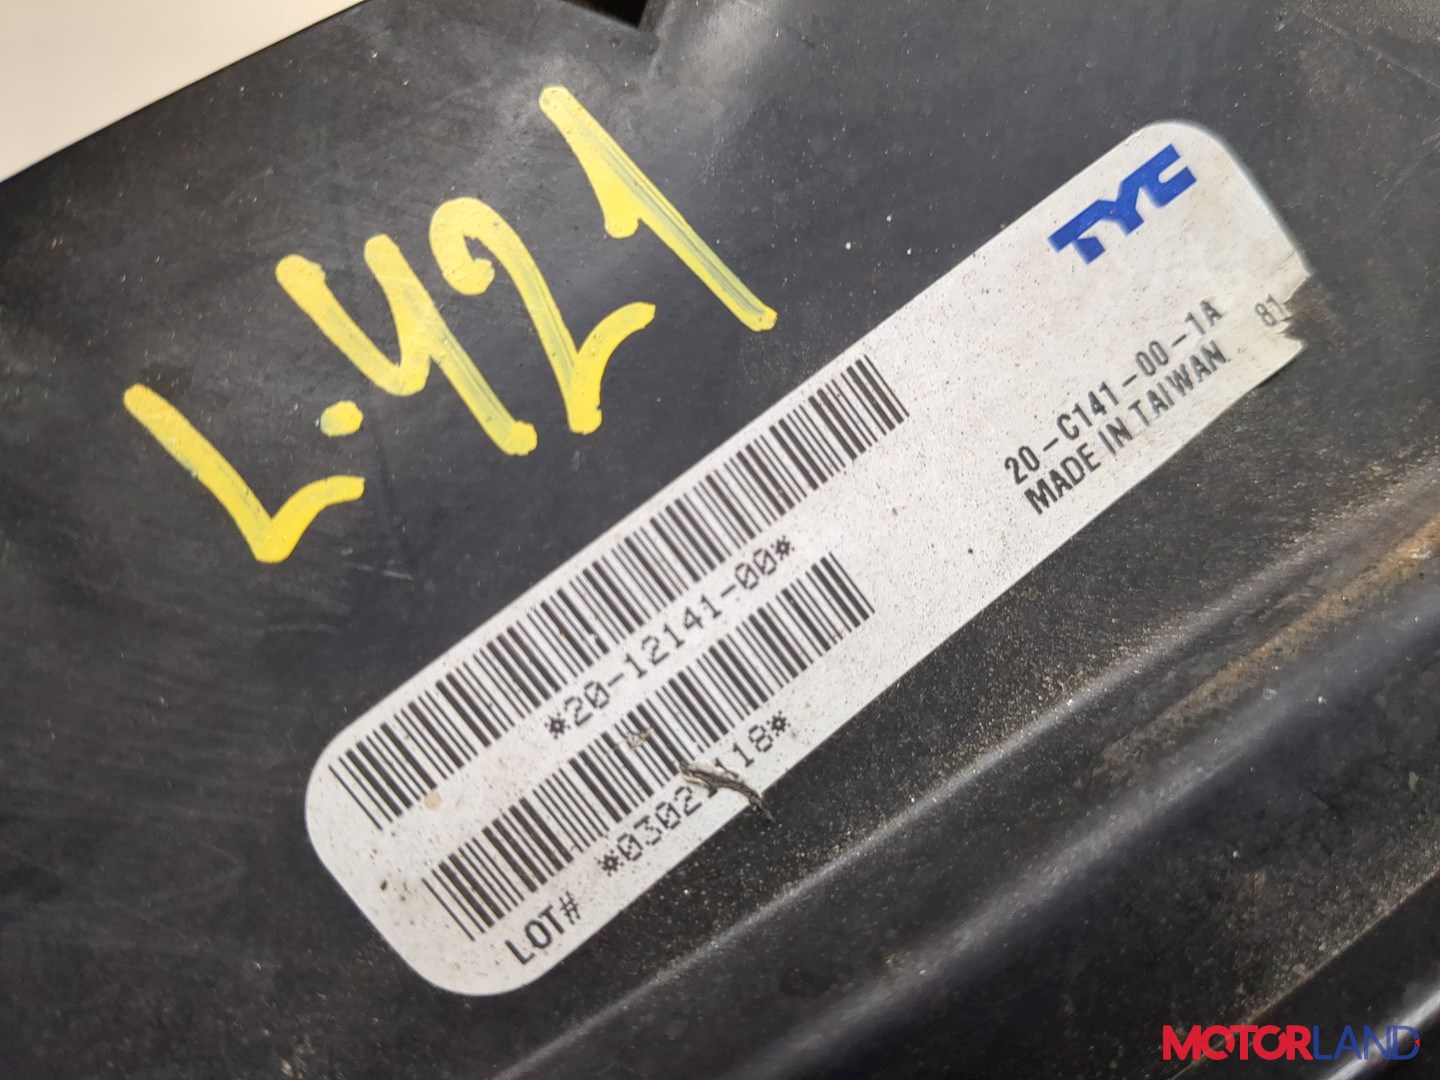 L.421
TYC
20-C141-00-1A
81
MADE IN TAIWAN
*20-12141-00*
LOT#
MOTORLAND